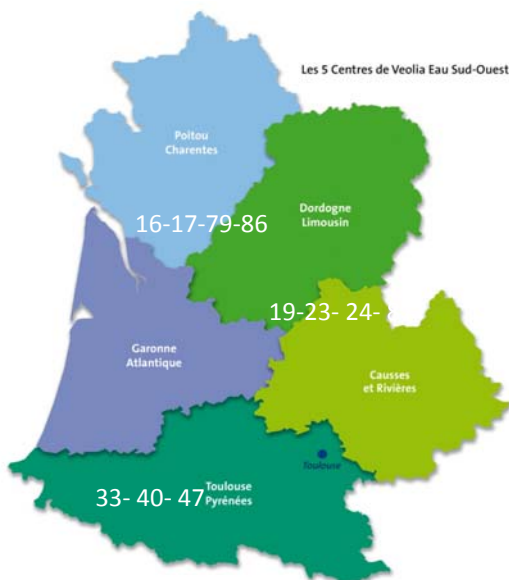 Les 5 Centres de Veolia Eau Sud-Ouest
Poitou
Charentes
16-17-79-86
Dordogne
Limousin
19-23- 24-
Garonne
Atlantique
Causses
et Rivières
Toulouse
33- 40- 47
Toulouse
Pyrénées